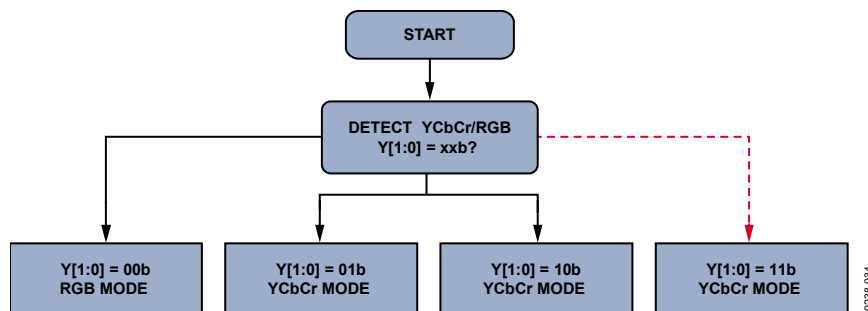 START
DETECT YCbCr/RGB
Y[1:0] = xxb?
Y[1:0] = 00b
RGB MODE
Y[1:0] = 01b
YCbCr MODE
Y[1:0] = 10b
YCbCr MODE
Y[1:0] = 11b
YCbCr MODE